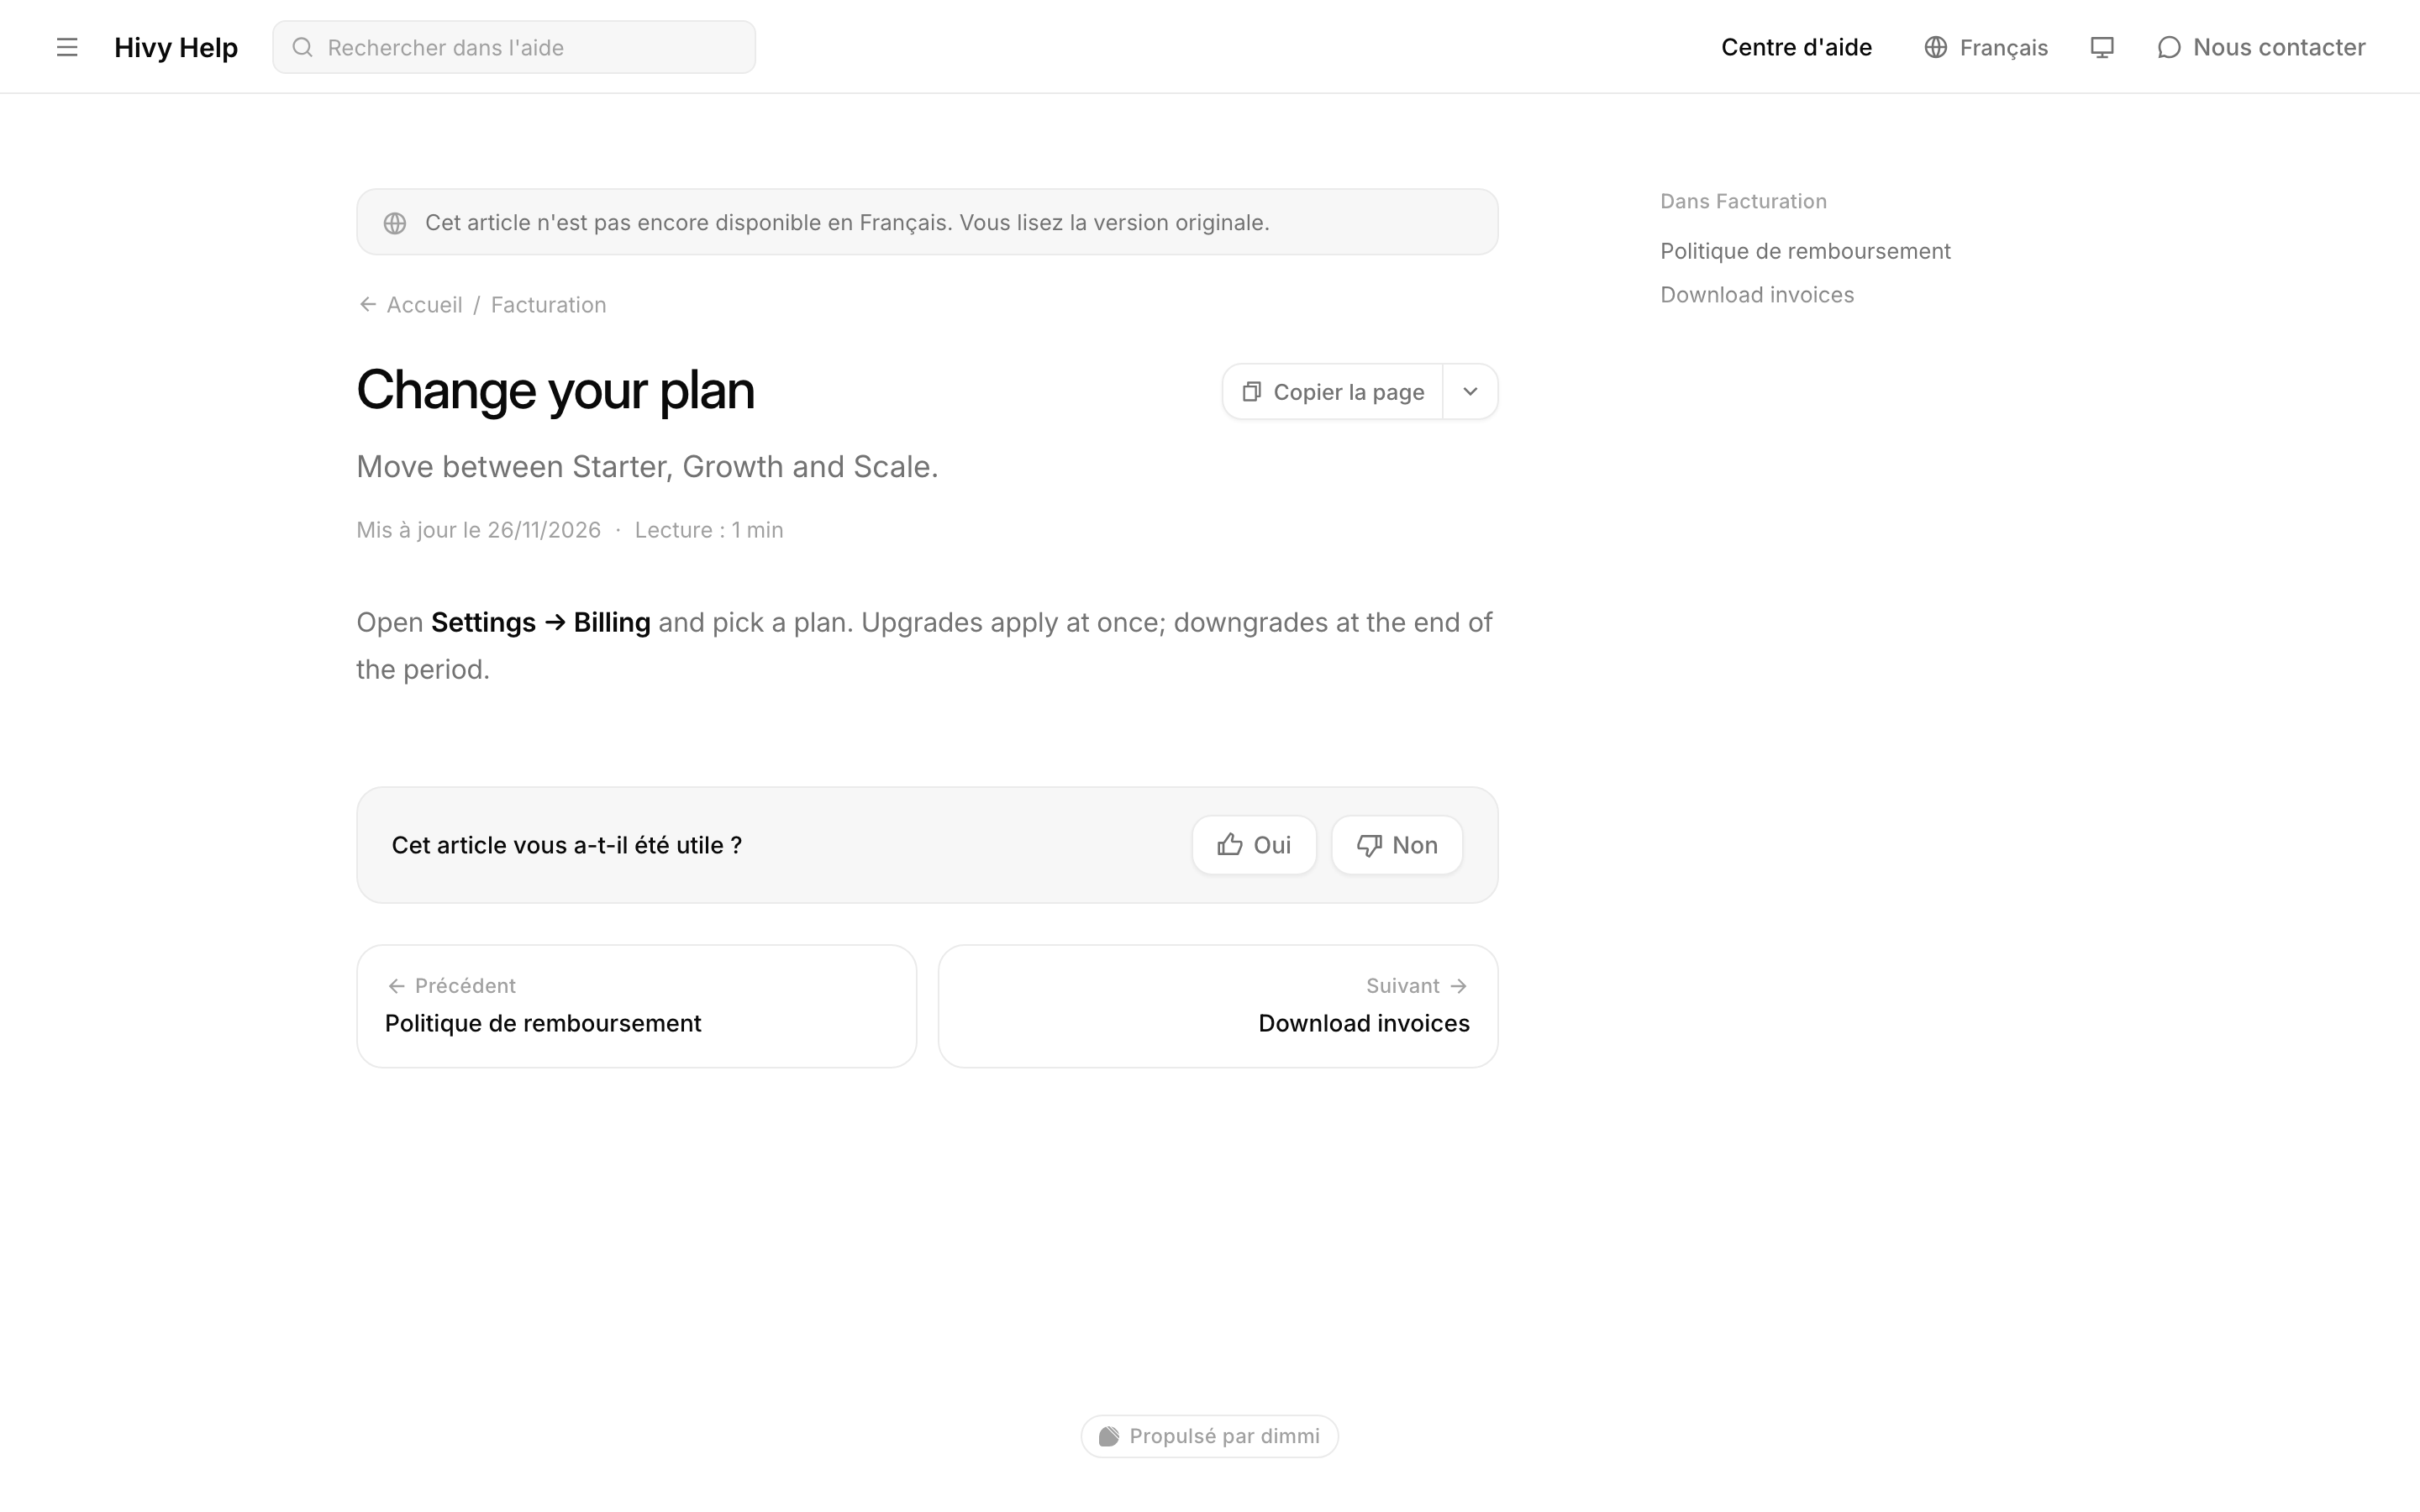 Hivy Help
Rechercher dans l'aide
Centre d'aide
Français
Nous contacter
Cet article n'est pas encore disponible en Français. Vous lisez la version originale.
Dans Facturation
Politique de remboursement
Download invoices
← Accueil / Facturation
Change your plan
Copier la page
Move between Starter, Growth and Scale.
Mis à jour le 26/11/2026 · Lecture : 1 min
Open Settings → Billing and pick a plan. Upgrades apply at once; downgrades at the end of
the period.
Cet article vous a-t-il été utile ?
Oui
Non
← Précédent
Politique de remboursement
Suivant →
Download invoices
Propulsé par dimmi